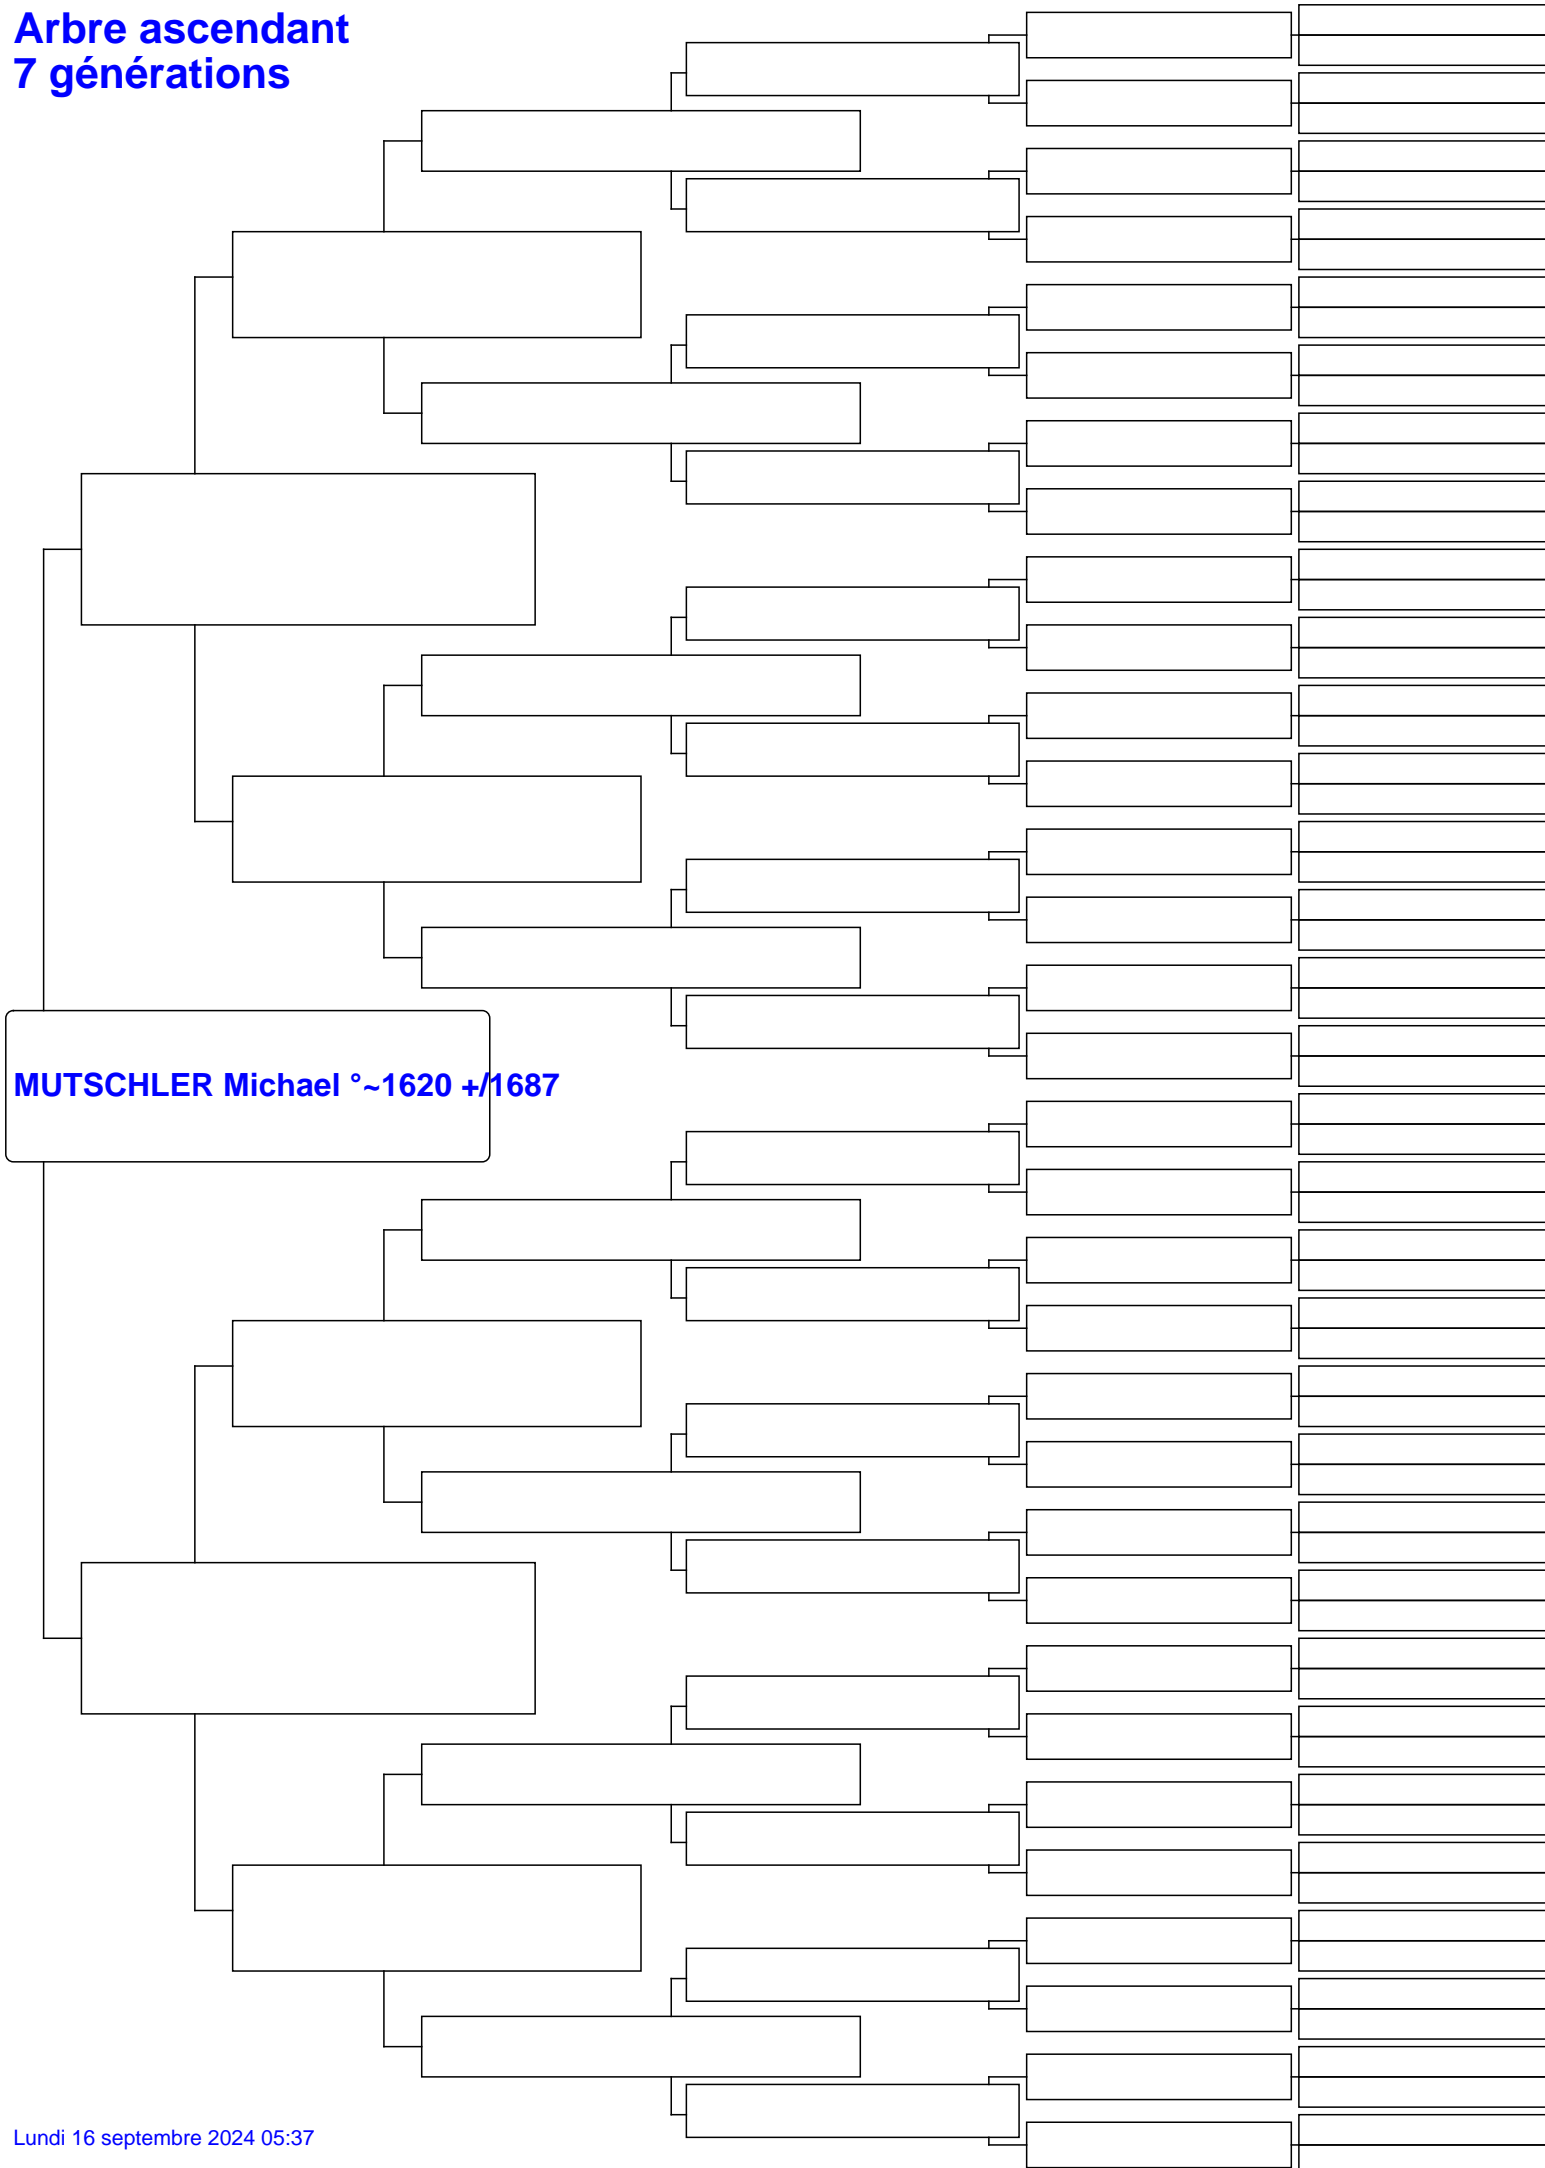 Arbre ascendant
7 générations
MUTSCHLER Michael °~1620 +/1687
Lundi 16 septembre 2024 05:37